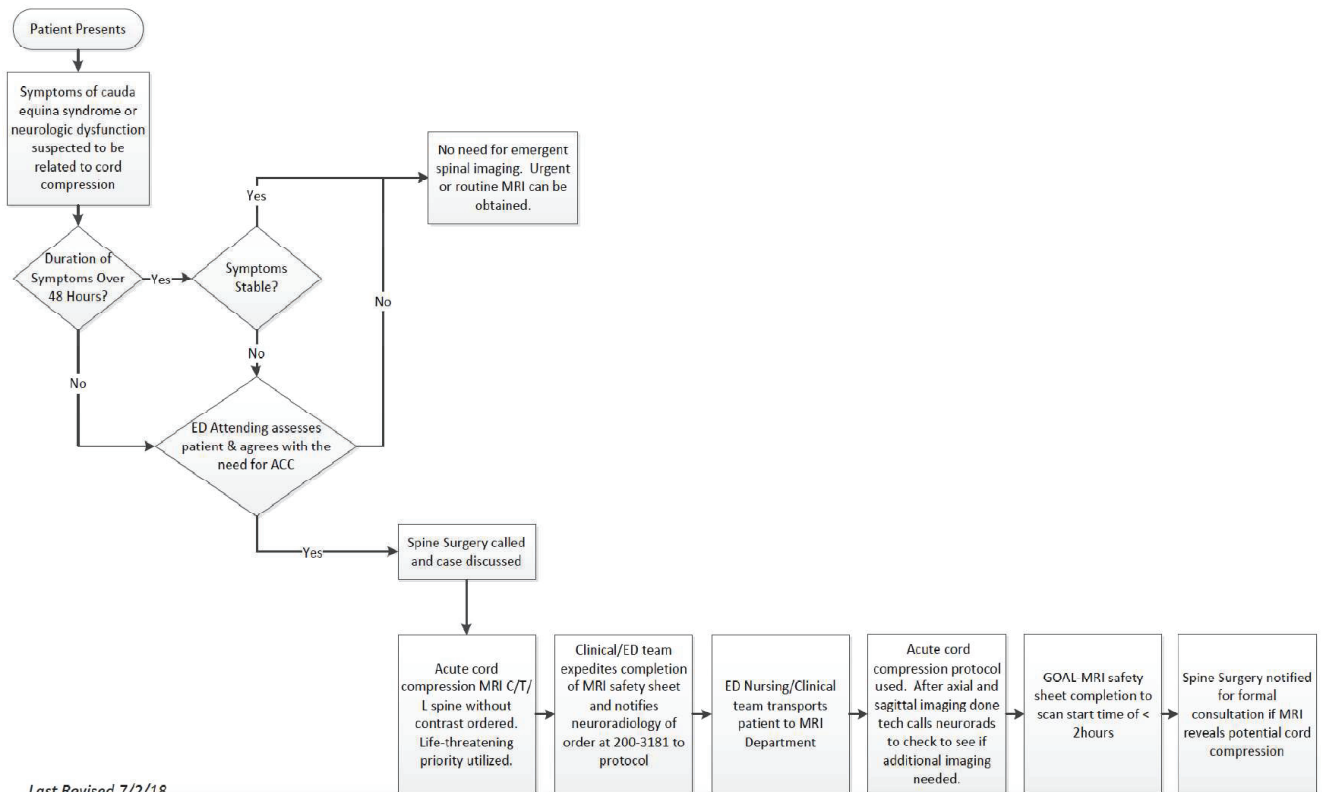 Patient Presents
Symptoms of cauda
equina syndrome or
neurologic dysfunction
suspected to be
related to cord
compression
Duration of
Symptoms Over
48 Hours?
Yes
No
Symptoms
Stable?
Yes
No
No need for emergent
spinal imaging. Urgent
or routine MRI can be
obtained.
ED Attending assesses
patient & agrees with the
need for ACC
No
Yes
Spine Surgery called
and case discussed
Acute cord
compression MRI C/T/
L spine without
contrast ordered.
Life-threatening
priority utilized.
Clinical/ED team
expedites completion
of MRI safety sheet
and notifies
neuroradiology of
order at 200-3181 to
protocol
ED Nursing/Clinical
team transports
patient to MRI
Department
Acute cord
compression protocol
used. After axial and
sagittal imaging done
tech calls neurorads
to check to see if
additional imaging
needed.
GOAL-MRI safety
sheet completion to
scan start time of <
2hours
Spine Surgery notified
for formal
consultation if MRI
reveals potential cord
compression
Last Revised 7/2/18